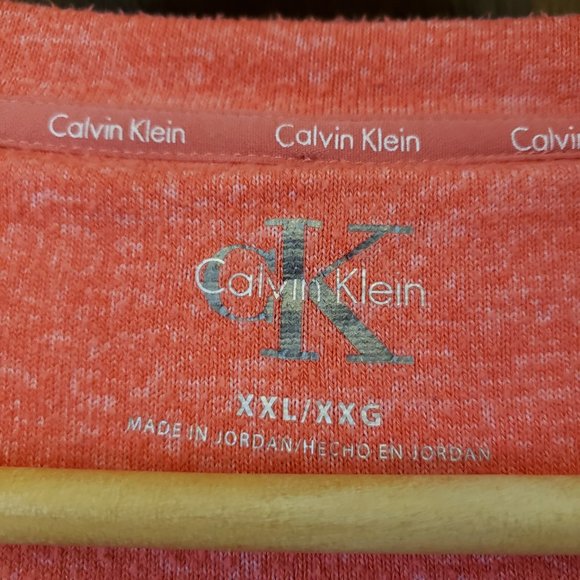 Calvin Klein Calvin Klein Calvin
CK
Calvin Klein
XXL/XXG
MADE IN JORDAN/HECHO EN JORDAN